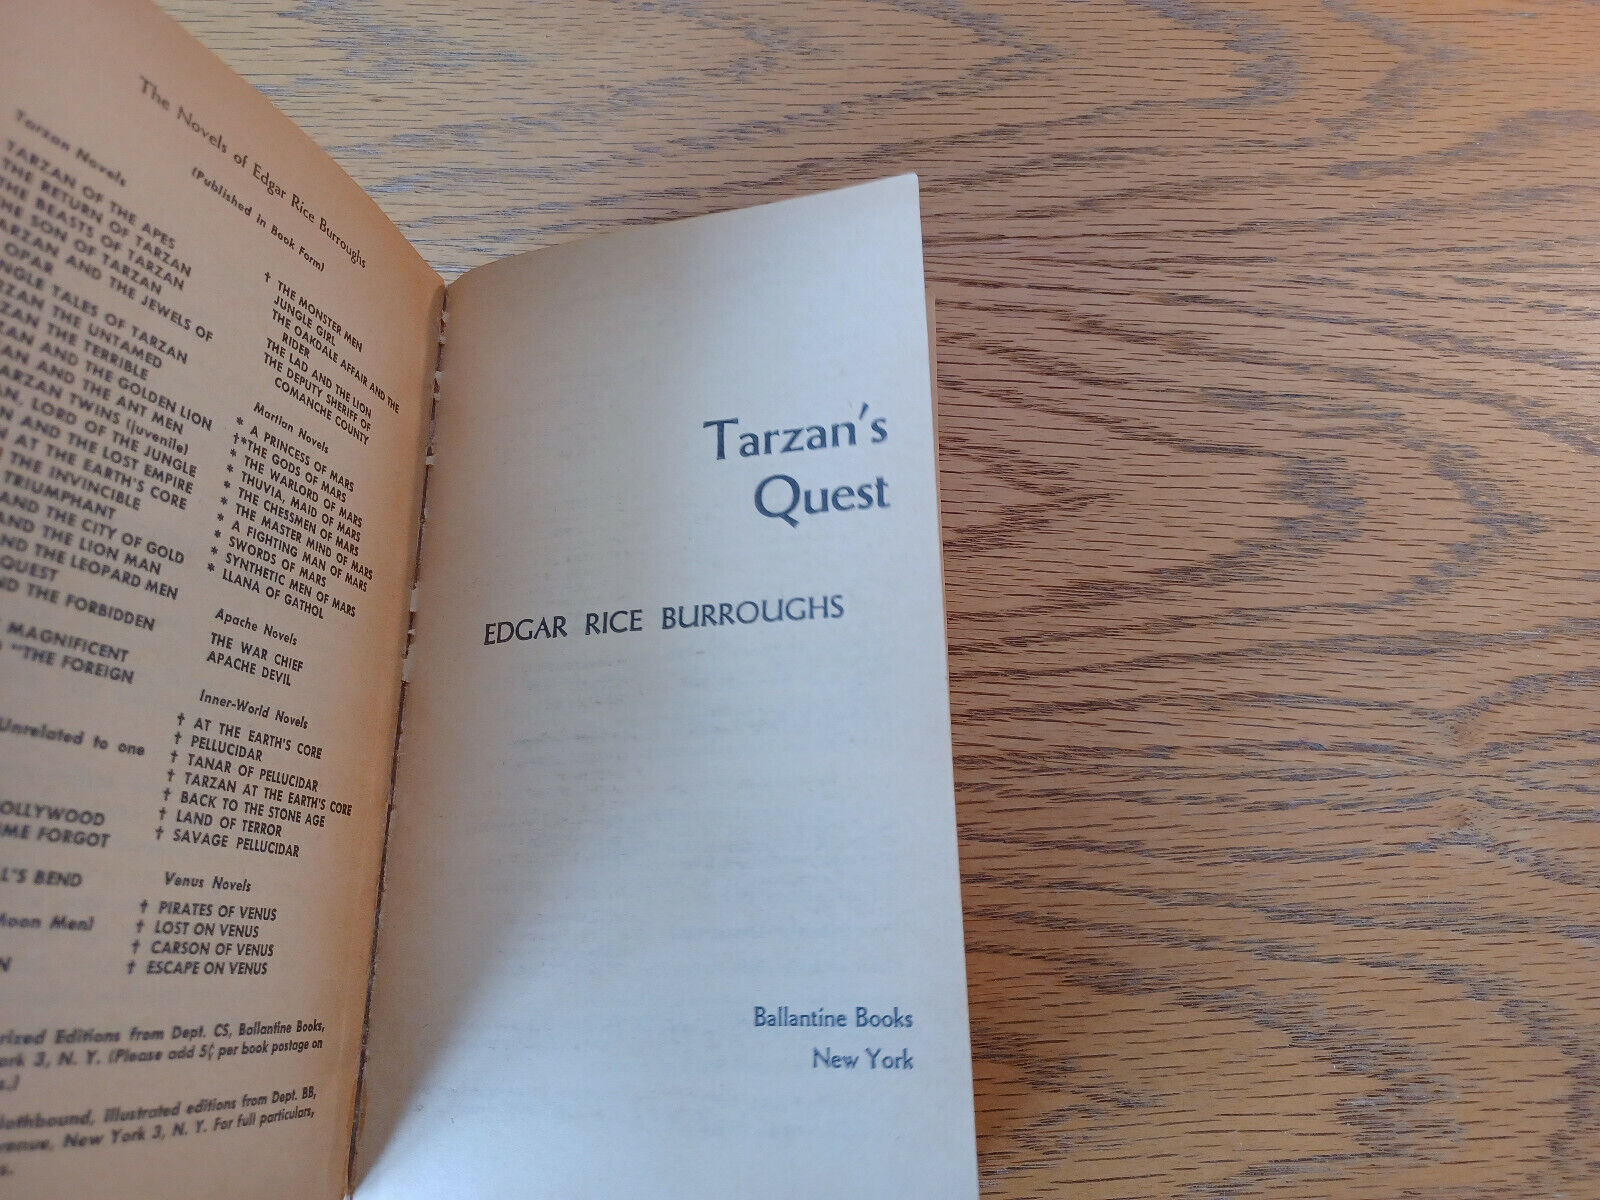 The Novels of Edgar Rice Burroughs
(Published in Book Form)
Tarzan Novels
TARZAN OF THE APES
THE RETURN OF TARZAN
THE BEASTS OF TARZAN
THE SON OF TARZAN
AND THE JEWELS OF
OPAR
TALES OF TARZAN
THE UNTAMED
THE TERRIBLE
AND THE GOLDEN LION
AND THE ANT MEN
TARZAN TWINS (juvenile)
LORD OF THE JUNGLE
AND THE LOST EMPIRE
AT THE EARTH'S CORE
THE INVINCIBLE
TRIUMPHANT
AND THE CITY OF GOLD
AND THE LION MAN
AND THE LEOPARD MEN
QUEST
THE FORBIDDEN
MAGNIFICENT
"THE FOREIGN
Unrelated to one
FORGOT
BEND
† THE MONSTER MEN
JUNGLE GIRL
THE OAKDALE AFFAIR AND THE
RIDER
THE LAD AND THE LION
THE DEPUTY SHERIFF OF
COMANCHE COUNTY
Martian Novels
* A PRINCESS OF MARS
†*THE GODS OF MARS
* THE WARLORD OF MARS
* THUVIA, MAID OF MARS
* THE CHESSMEN OF MARS
* THE MASTER MIND OF MARS
* A FIGHTING MAN OF MARS
* SWORDS OF MARS
* SYNTHETIC MEN OF MARS
* LLANA OF GATHOL
Apache Novels
THE WAR CHIEF
APACHE DEVIL
Inner-World Novels
† AT THE EARTH'S CORE
† PELLUCIDAR
† TANAR OF PELLUCIDAR
† TARZAN AT THE EARTH'S CORE
† BACK TO THE STONE AGE
† LAND OF TERROR
† SAVAGE PELLUCIDAR
Venus Novels
† PIRATES OF VENUS
† LOST ON VENUS
† CARSON OF VENUS
† ESCAPE ON VENUS
Editions from Dept. CS, Ballantine Books,
3, N. Y. (Please add 5¢ per book postage on
Illustrated editions from Dept. BB,
New York 3, N. Y. For full particulars,
Tarzan's
Quest
EDGAR RICE BURROUGHS
Ballantine Books
New York